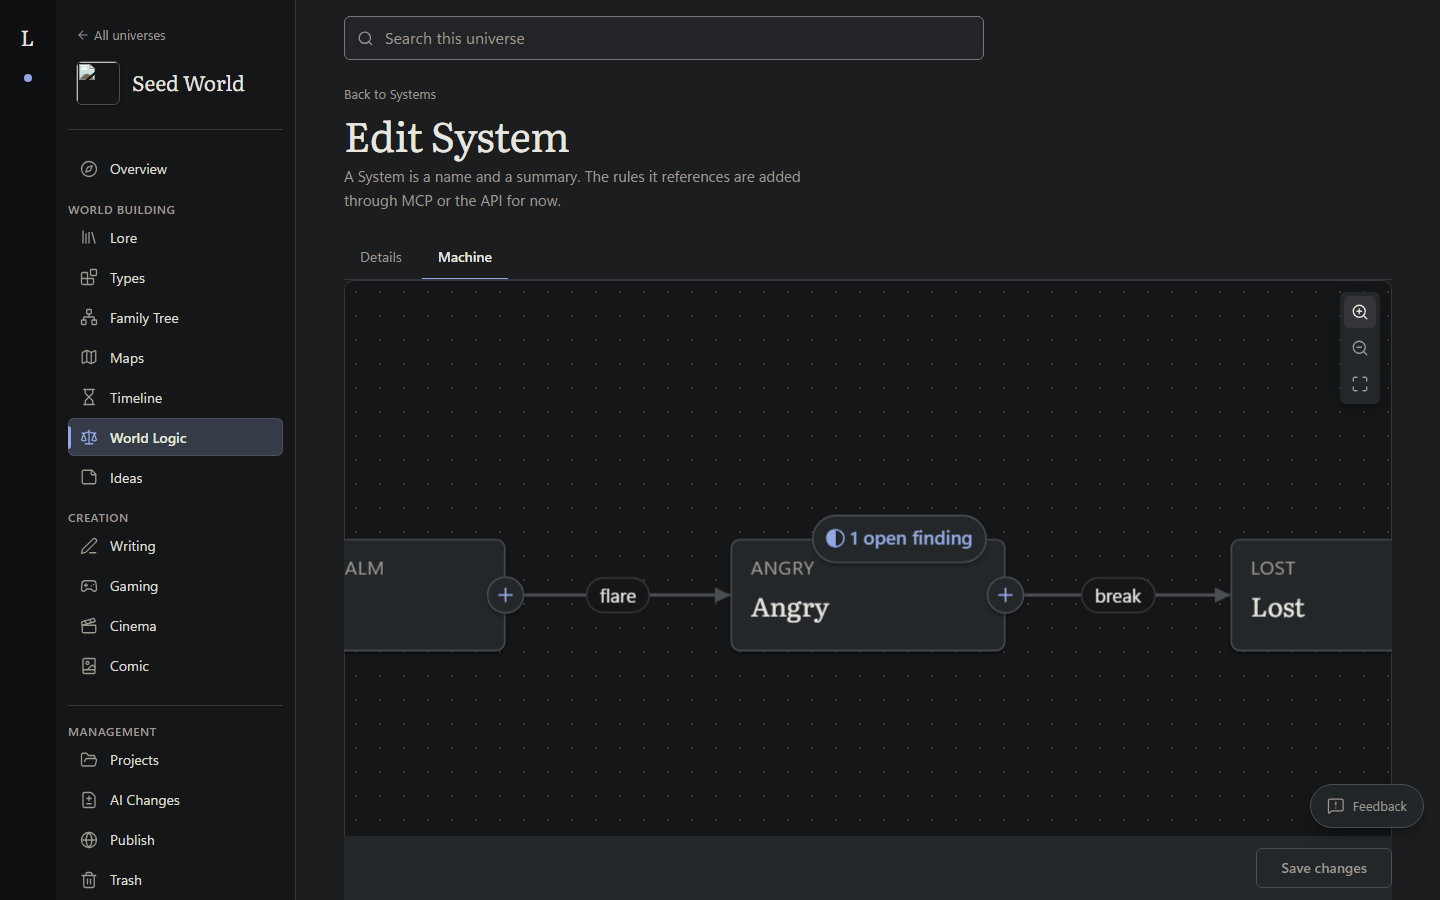 L
All universes
Seed World
Overview
WORLD BUILDING
Lore
Types
Family Tree
Maps
Timeline
World Logic
Ideas
CREATION
Writing
Gaming
Cinema
Comic
MANAGEMENT
Projects
AI Changes
Publish
Trash
Search this universe
Back to Systems
Edit System
A System is a name and a summary. The rules it references are added
through MCP or the API for now.
Details
Machine
ALM
flare
1 open finding
ANGRY
Angry
break
LOST
Lost
Feedback
Save changes